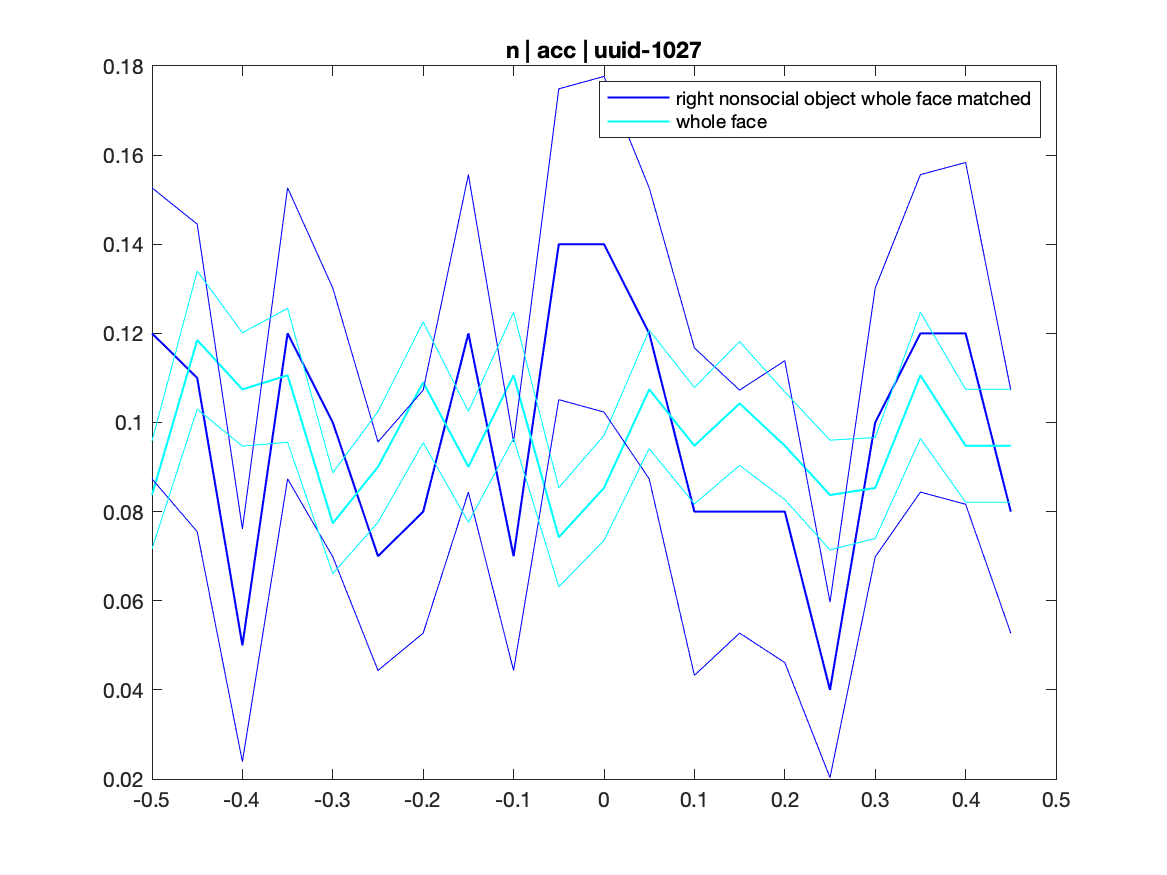 n | acc | uuid-1027
0.18
0.16
0.14
0.12
0.1
0.08
0.06
0.04
0.02
right nonsocial object whole face matched
whole face
-0.5 -0.4 -0.3 -0.2 -0.1 0 0.1 0.2 0.3 0.4 0.5